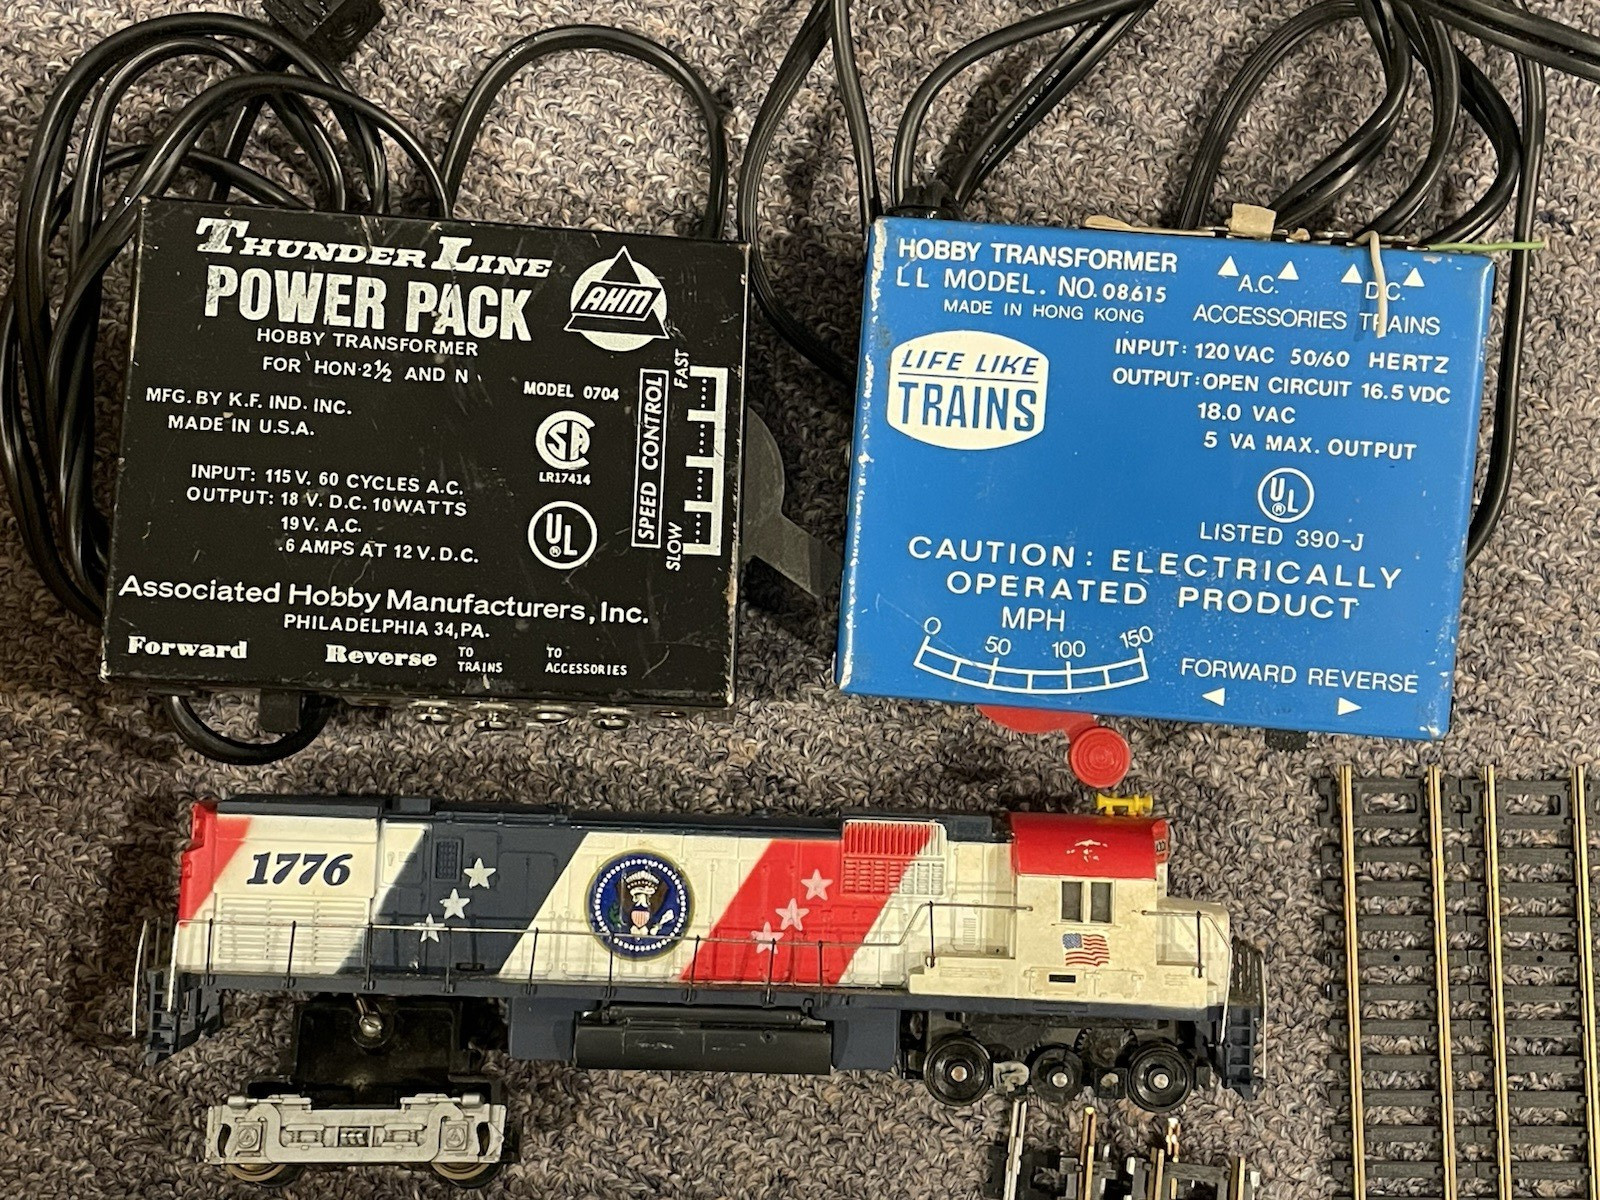 THUNDER LINE
POWER PACK
HOBBY TRANSFORMER
FOR HON-2½ AND N
AHM
MFG. BY K.F. IND. INC.
MADE IN U.S.A.
MODEL 0704
SA
LR17414
INPUT: 115 V. 60 CYCLES A.C.
OUTPUT: 18 V. D.C. 10 WATTS
19 V. A.C.
.6 AMPS AT 12 V. D.C.
UL
®
SPEED CONTROL
SLOW
FAST
Associated Hobby Manufacturers, Inc.
PHILADELPHIA 34, PA.
Forward
Reverse
TO
TRAINS
TO
ACCESSORIES
HOBBY TRANSFORMER
LL MODEL. NO. 08615
MADE IN HONG KONG
A.C.
D.C.
ACCESSORIES TRAINS
LIFE LIKE
TRAINS
INPUT: 120 VAC 50/60 HERTZ
OUTPUT: OPEN CIRCUIT 16.5 VDC
18.0 VAC
5 VA MAX. OUTPUT
UL
®
LISTED 390-J
CAUTION: ELECTRICALLY
OPERATED PRODUCT
MPH
0 50 100 150
FORWARD REVERSE
1776